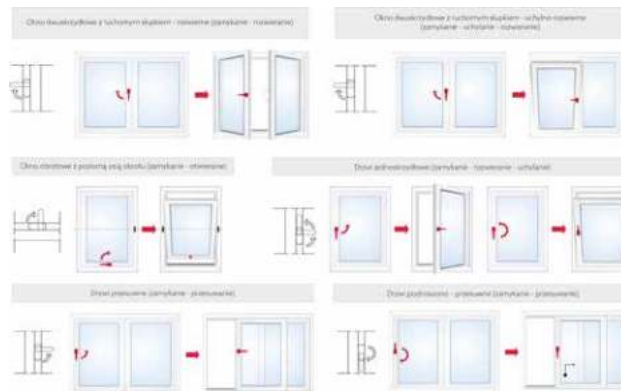 Okno dwuskrzydłowe z ruchomym słupkiem - rozwierne (zamykanie - rozwieranie)
Okno dwuskrzydłowe z ruchomym słupkiem - uchylno-rozwierne
(zamykanie - uchylanie - rozwieranie)
Okno obrotowe z poziomą osią obrotu (zamykanie - otwieranie)
Drzwi jednoskrzydłowe (zamykanie - rozwieranie - uchylanie)
Drzwi przesuwne (zamykanie - przesuwanie)
Drzwi podnoszono - przesuwne (zamykanie - przesuwanie)